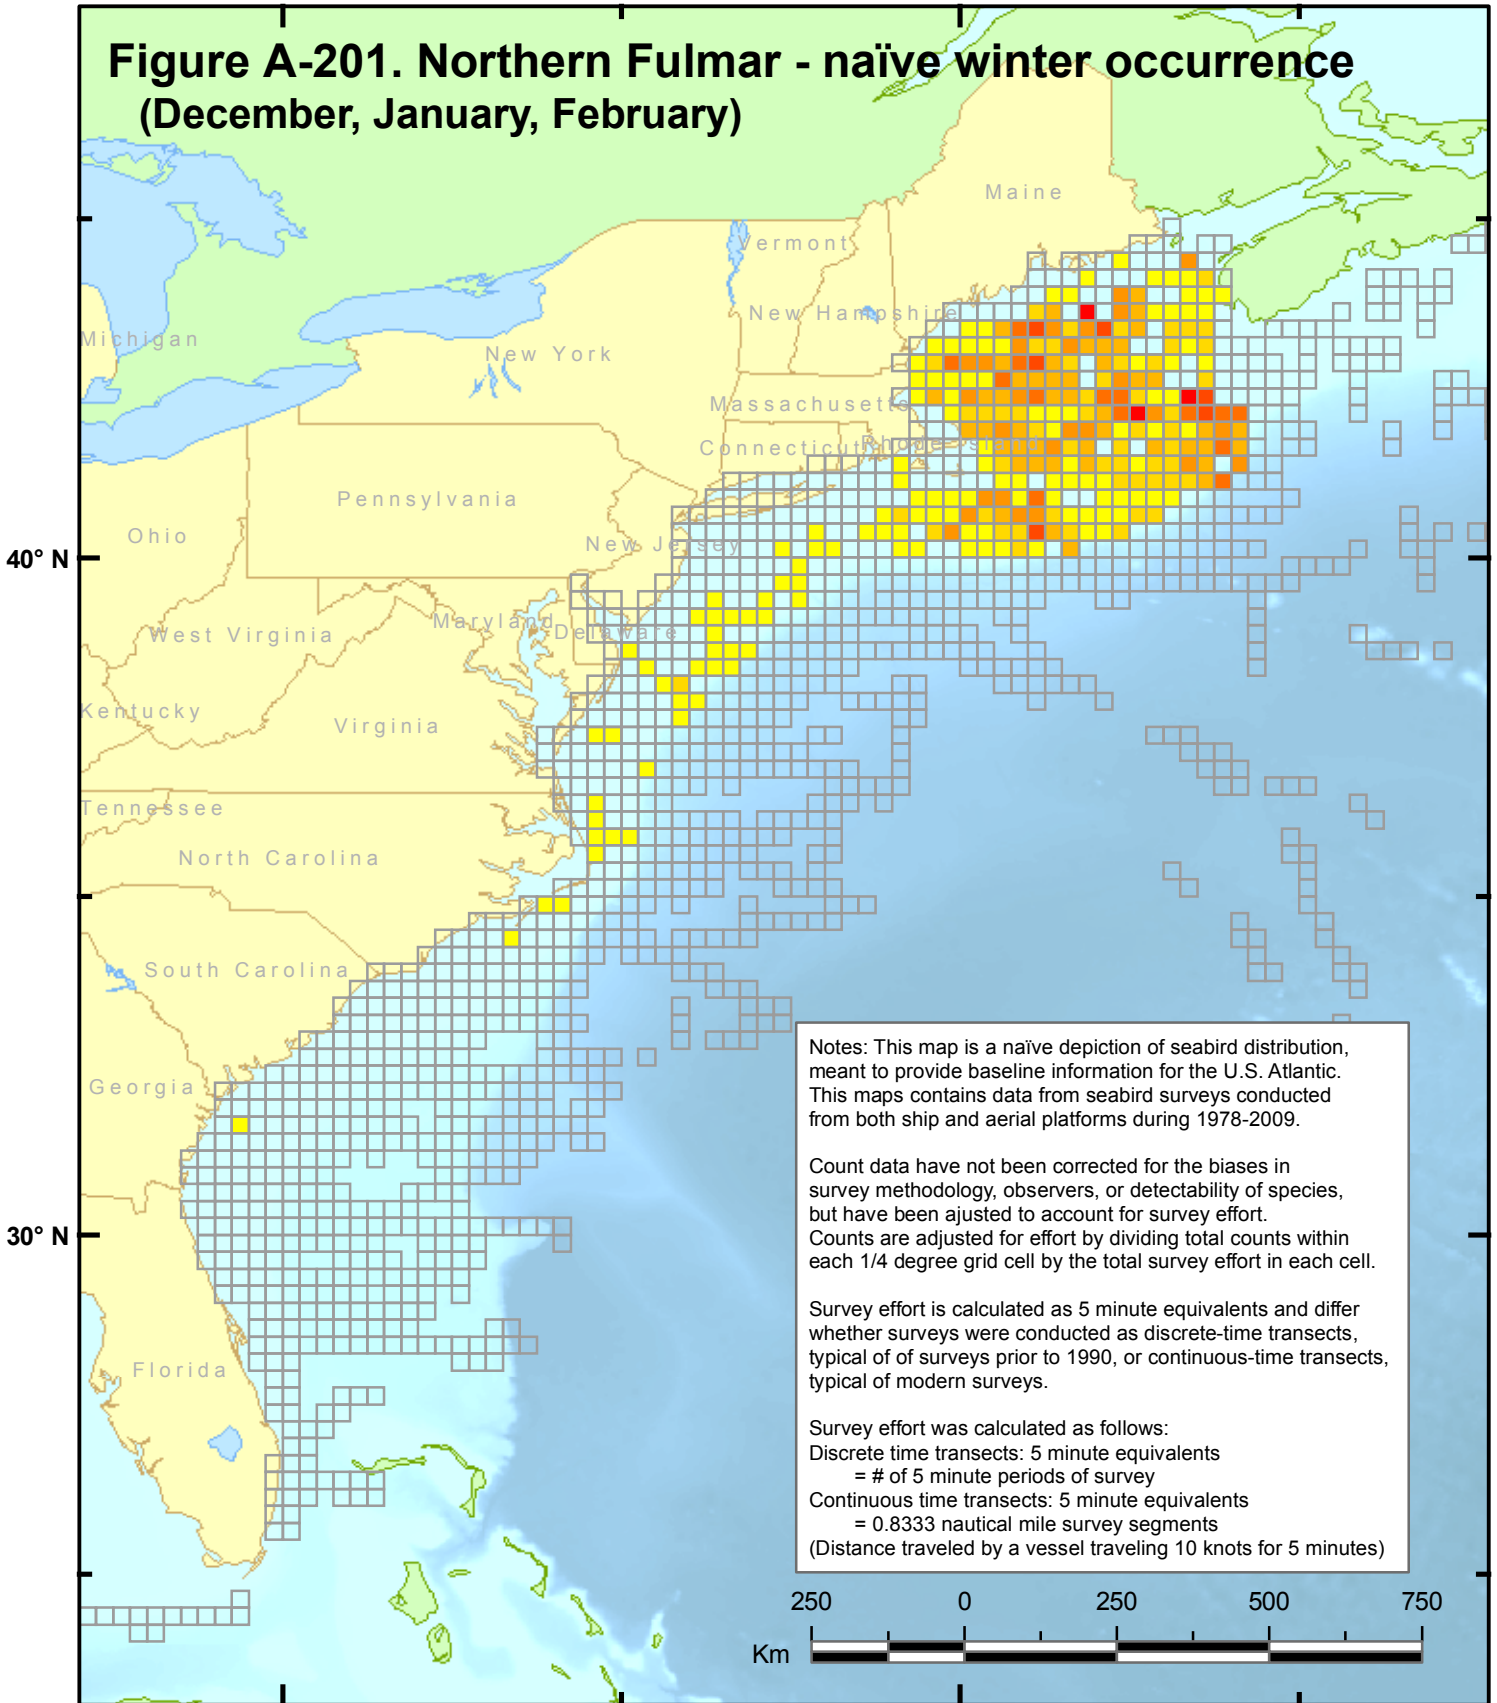 Figure A-201. Northern Fulmar - naïve winter occurrence
(December, January, February)
Maine
Vermont
New Hampshire
Michigan
New York
Massachusetts
Connecticut
Rhode Island
Pennsylvania
Ohio
New Jersey
40° N
Maryland
Delaware
West Virginia
Kentucky
Virginia
Tennessee
North Carolina
South Carolina
Georgia
30° N
Florida
Notes: This map is a naïve depiction of seabird distribution,
meant to provide baseline information for the U.S. Atlantic.
This maps contains data from seabird surveys conducted
from both ship and aerial platforms during 1978-2009.
Count data have not been corrected for the biases in
survey methodology, observers, or detectability of species,
but have been ajusted to account for survey effort.
Counts are adjusted for effort by dividing total counts within
each 1/4 degree grid cell by the total survey effort in each cell.
Survey effort is calculated as 5 minute equivalents and differ
whether surveys were conducted as discrete-time transects,
typical of of surveys prior to 1990, or continuous-time transects,
typical of modern surveys.
Survey effort was calculated as follows:
Discrete time transects: 5 minute equivalents
= # of 5 minute periods of survey
Continuous time transects: 5 minute equivalents
= 0.8333 nautical mile survey segments
(Distance traveled by a vessel traveling 10 knots for 5 minutes)
250 0 250 500 750
Km